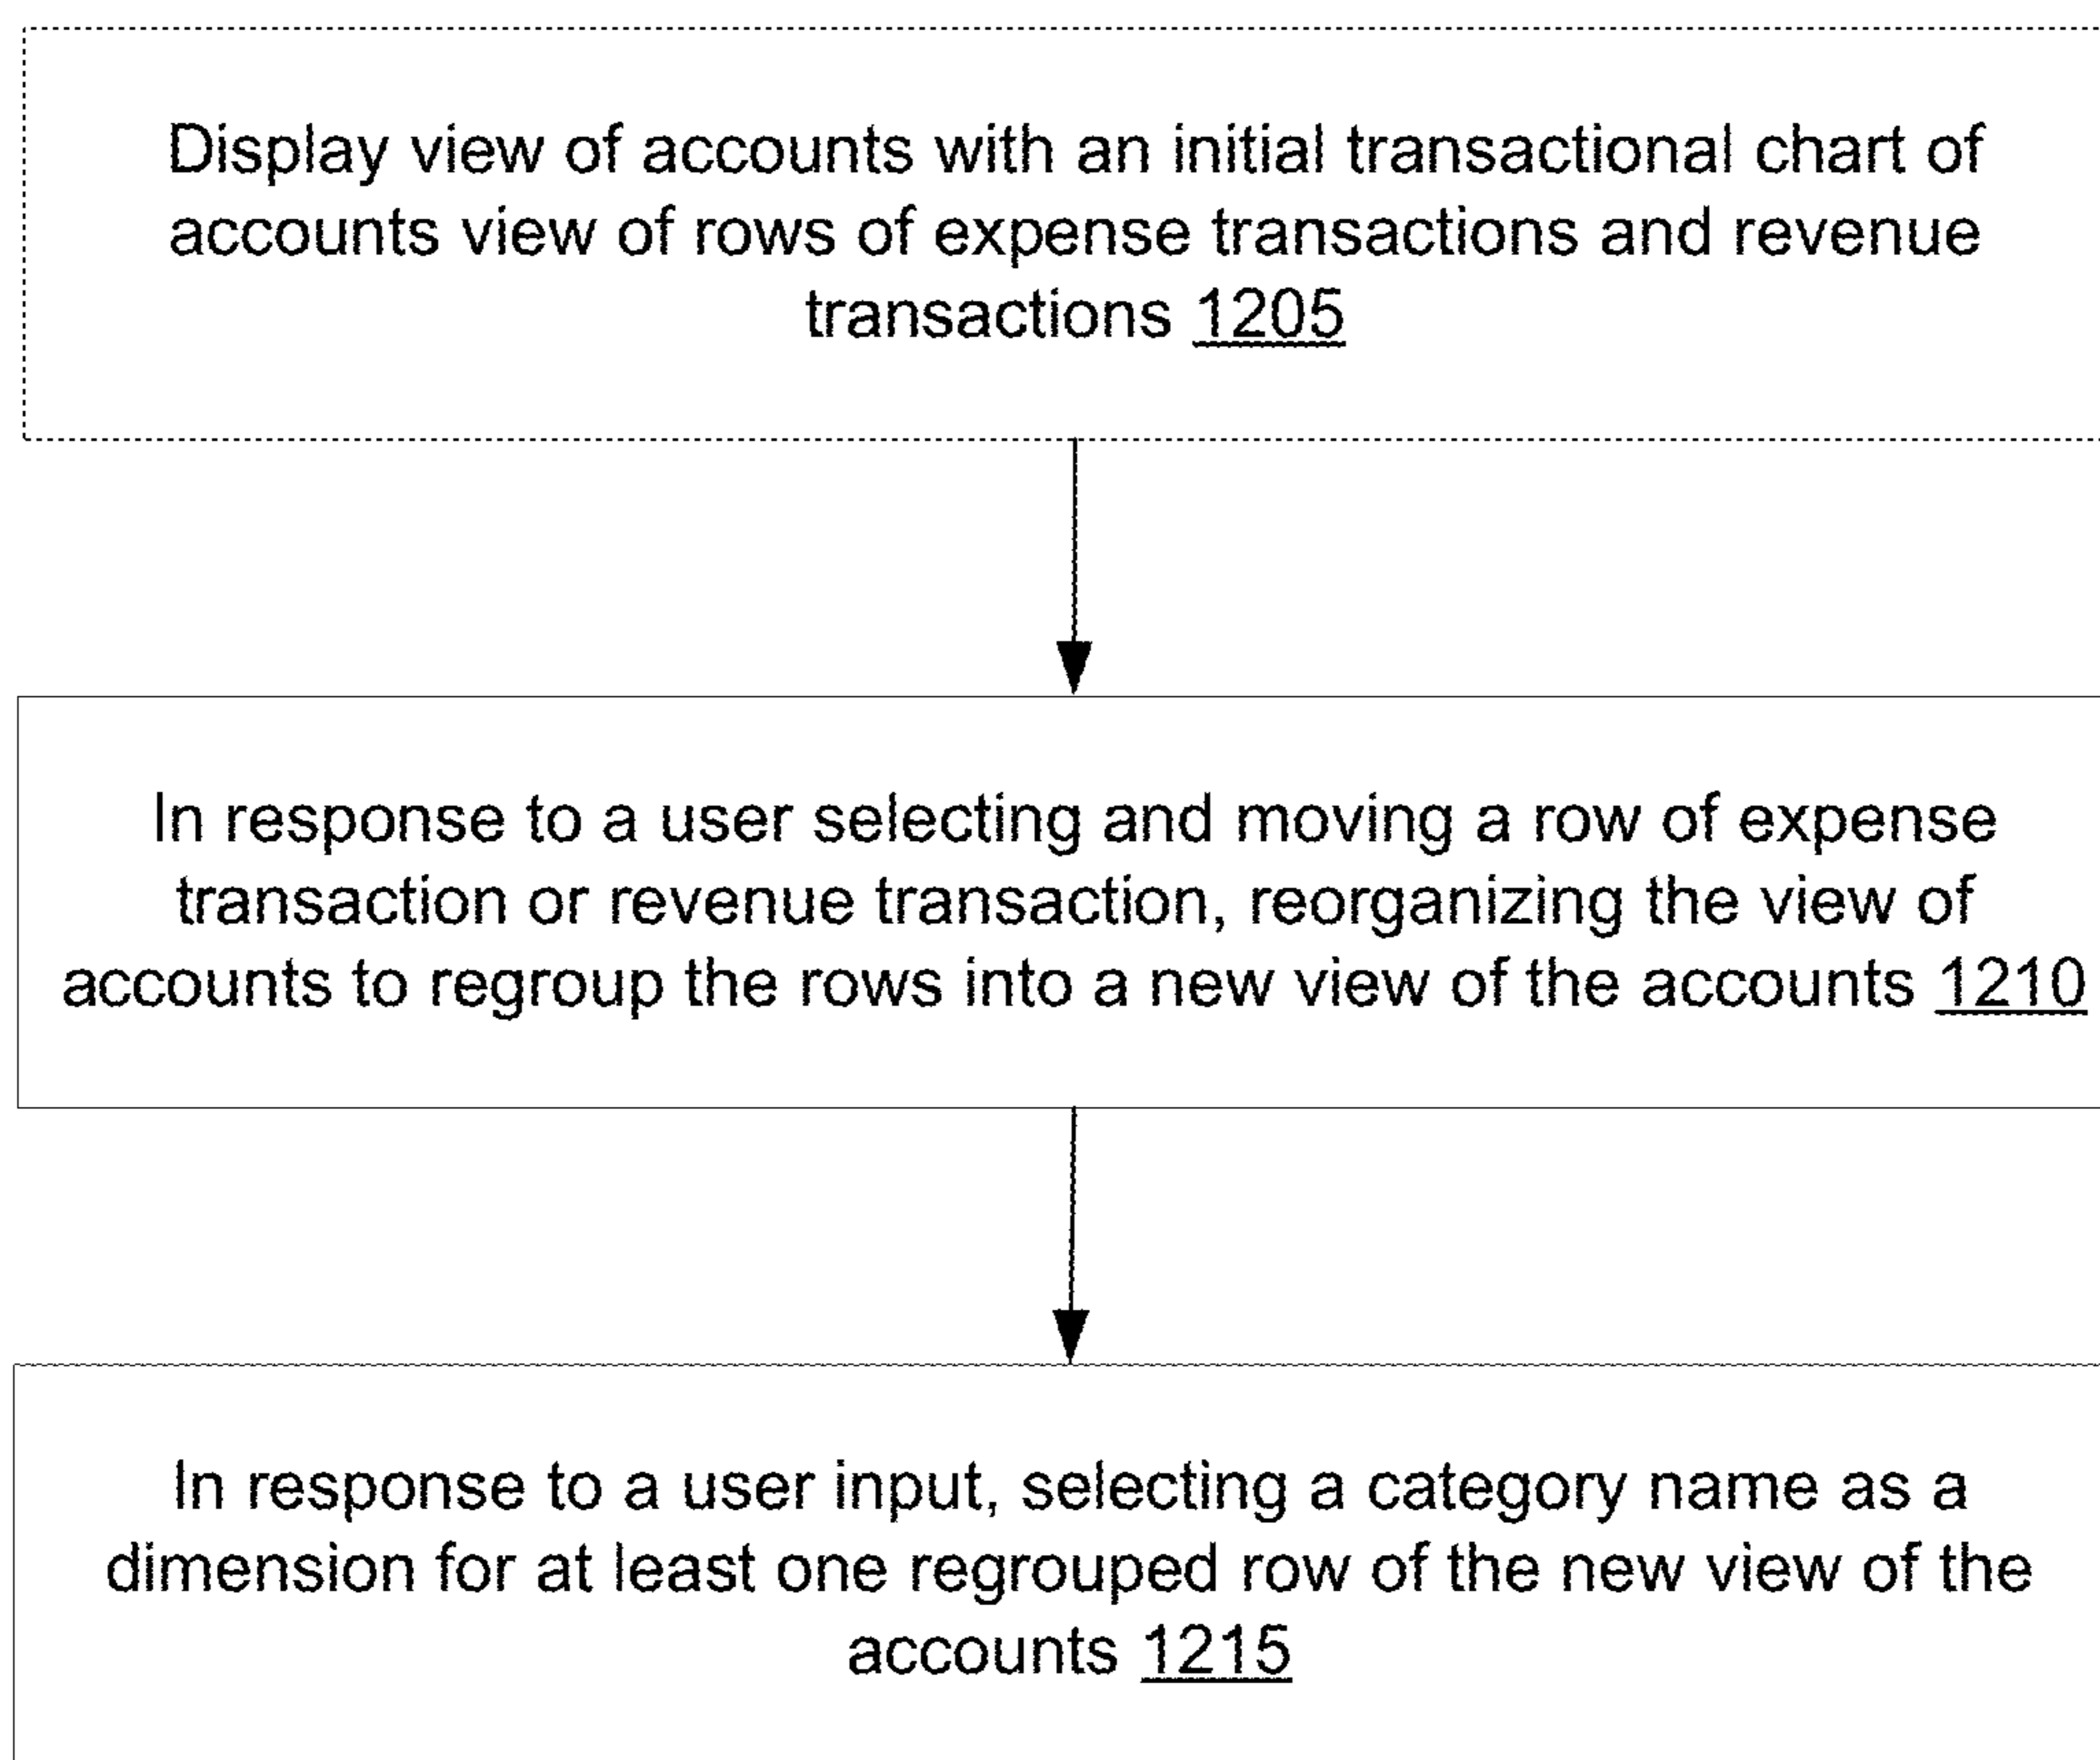 Display view of accounts with an initial transactional chart of
accounts view of rows of expense transactions and revenue
transactions 1205
In response to a user selecting and moving a row of expense
transaction or revenue transaction, reorganizing the view of
accounts to regroup the rows into a new view of the accounts 1210
In response to a user input, selecting a category name as a
dimension for at least one regrouped row of the new view of the
accounts 1215